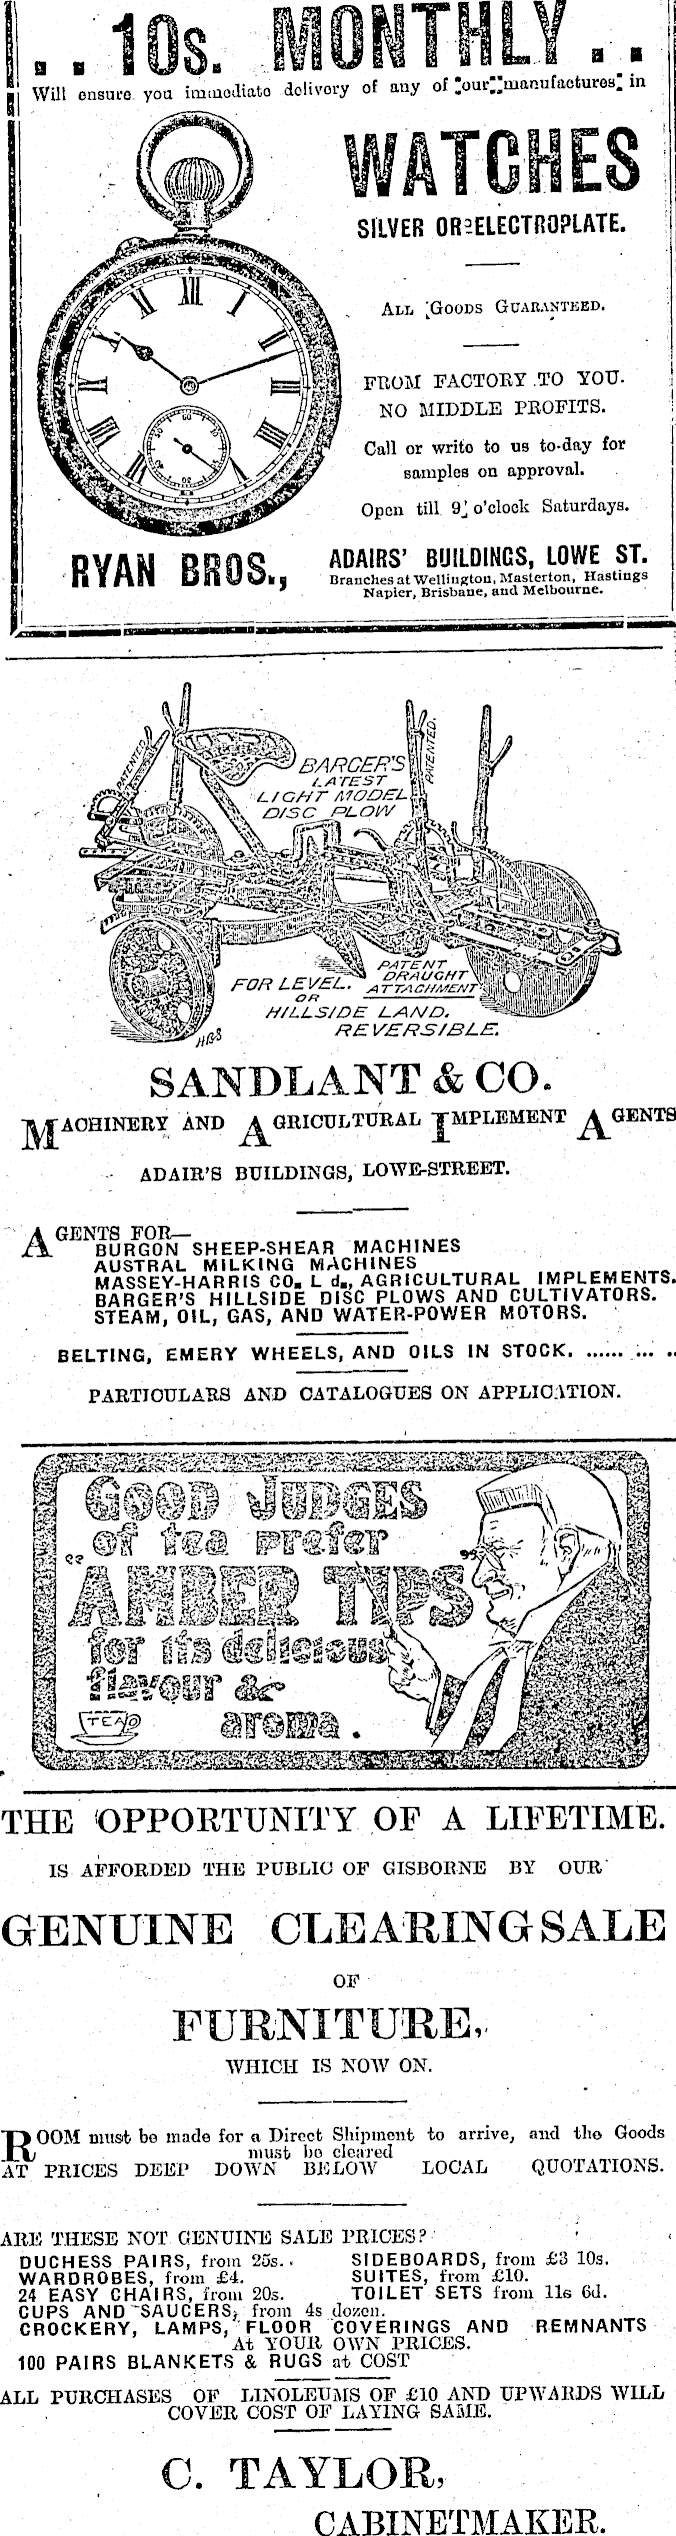 . . 10s. MONTHLY. .
Will ensure you immediate delivery of any of our manufactures in
WATCHES
SILVER OR ELECTROPLATE.
ALL GOODS GUARANTEED.
FROM FACTORY TO YOU.
NO MIDDLE PROFITS.
Call or write to us to-day for
samples on approval.
Open till 9 o'clock Saturdays.
RYAN BROS.,
ADAIRS' BUILDINGS, LOWE ST.
Branches at Wellington, Masterton, Hastings
Napier, Brisbane, and Melbourne.
PATENTED.
BARGER'S
LATEST
LIGHT MODEL
DISC PLOW
PATENTED.
FOR LEVEL.
OR
HILLSIDE LAND.
REVERSIBLE.
PATENT
DRAUGHT
ATTACHMENT
HBS
SANDLANT & CO.
MACHINERY AND AGRICULTURAL IMPLEMENT AGENTS
ADAIR'S BUILDINGS, LOWE-STREET.
AGENTS FOR—
BURGON SHEEP-SHEAR MACHINES
AUSTRAL MILKING MACHINES
MASSEY-HARRIS CO. L d., AGRICULTURAL IMPLEMENTS.
BARGER'S HILLSIDE DISC PLOWS AND CULTIVATORS.
STEAM, OIL, GAS, AND WATER-POWER MOTORS.
BELTING, EMERY WHEELS, AND OILS IN STOCK. ...... ... ..
PARTICULARS AND CATALOGUES ON APPLICATION.
GOOD JUDGES
of tea prefer
"AMBER TIPS"
for its delicious
flavour &
aroma.
TEA
THE OPPORTUNITY OF A LIFETIME.
IS AFFORDED THE PUBLIC OF GISBORNE BY OUR
GENUINE CLEARING SALE
OF
FURNITURE,
WHICH IS NOW ON.
ROOM must be made for a Direct Shipment to arrive, and the Goods
must be cleared
AT PRICES DEEP DOWN BELOW LOCAL QUOTATIONS.
ARE THESE NOT GENUINE SALE PRICES?
DUCHESS PAIRS, from 25s. SIDEBOARDS, from £3 10s.
WARDROBES, from £4. SUITES, from £10.
24 EASY CHAIRS, from 20s. TOILET SETS from 11s 6d.
CUPS AND SAUCERS, from 4s dozen.
CROCKERY, LAMPS, FLOOR COVERINGS AND REMNANTS
At YOUR OWN PRICES.
100 PAIRS BLANKETS & RUGS at COST
ALL PURCHASES OF LINOLEUMS OF £10 AND UPWARDS WILL
COVER COST OF LAYING SAME.
C. TAYLOR,
CABINETMAKER.